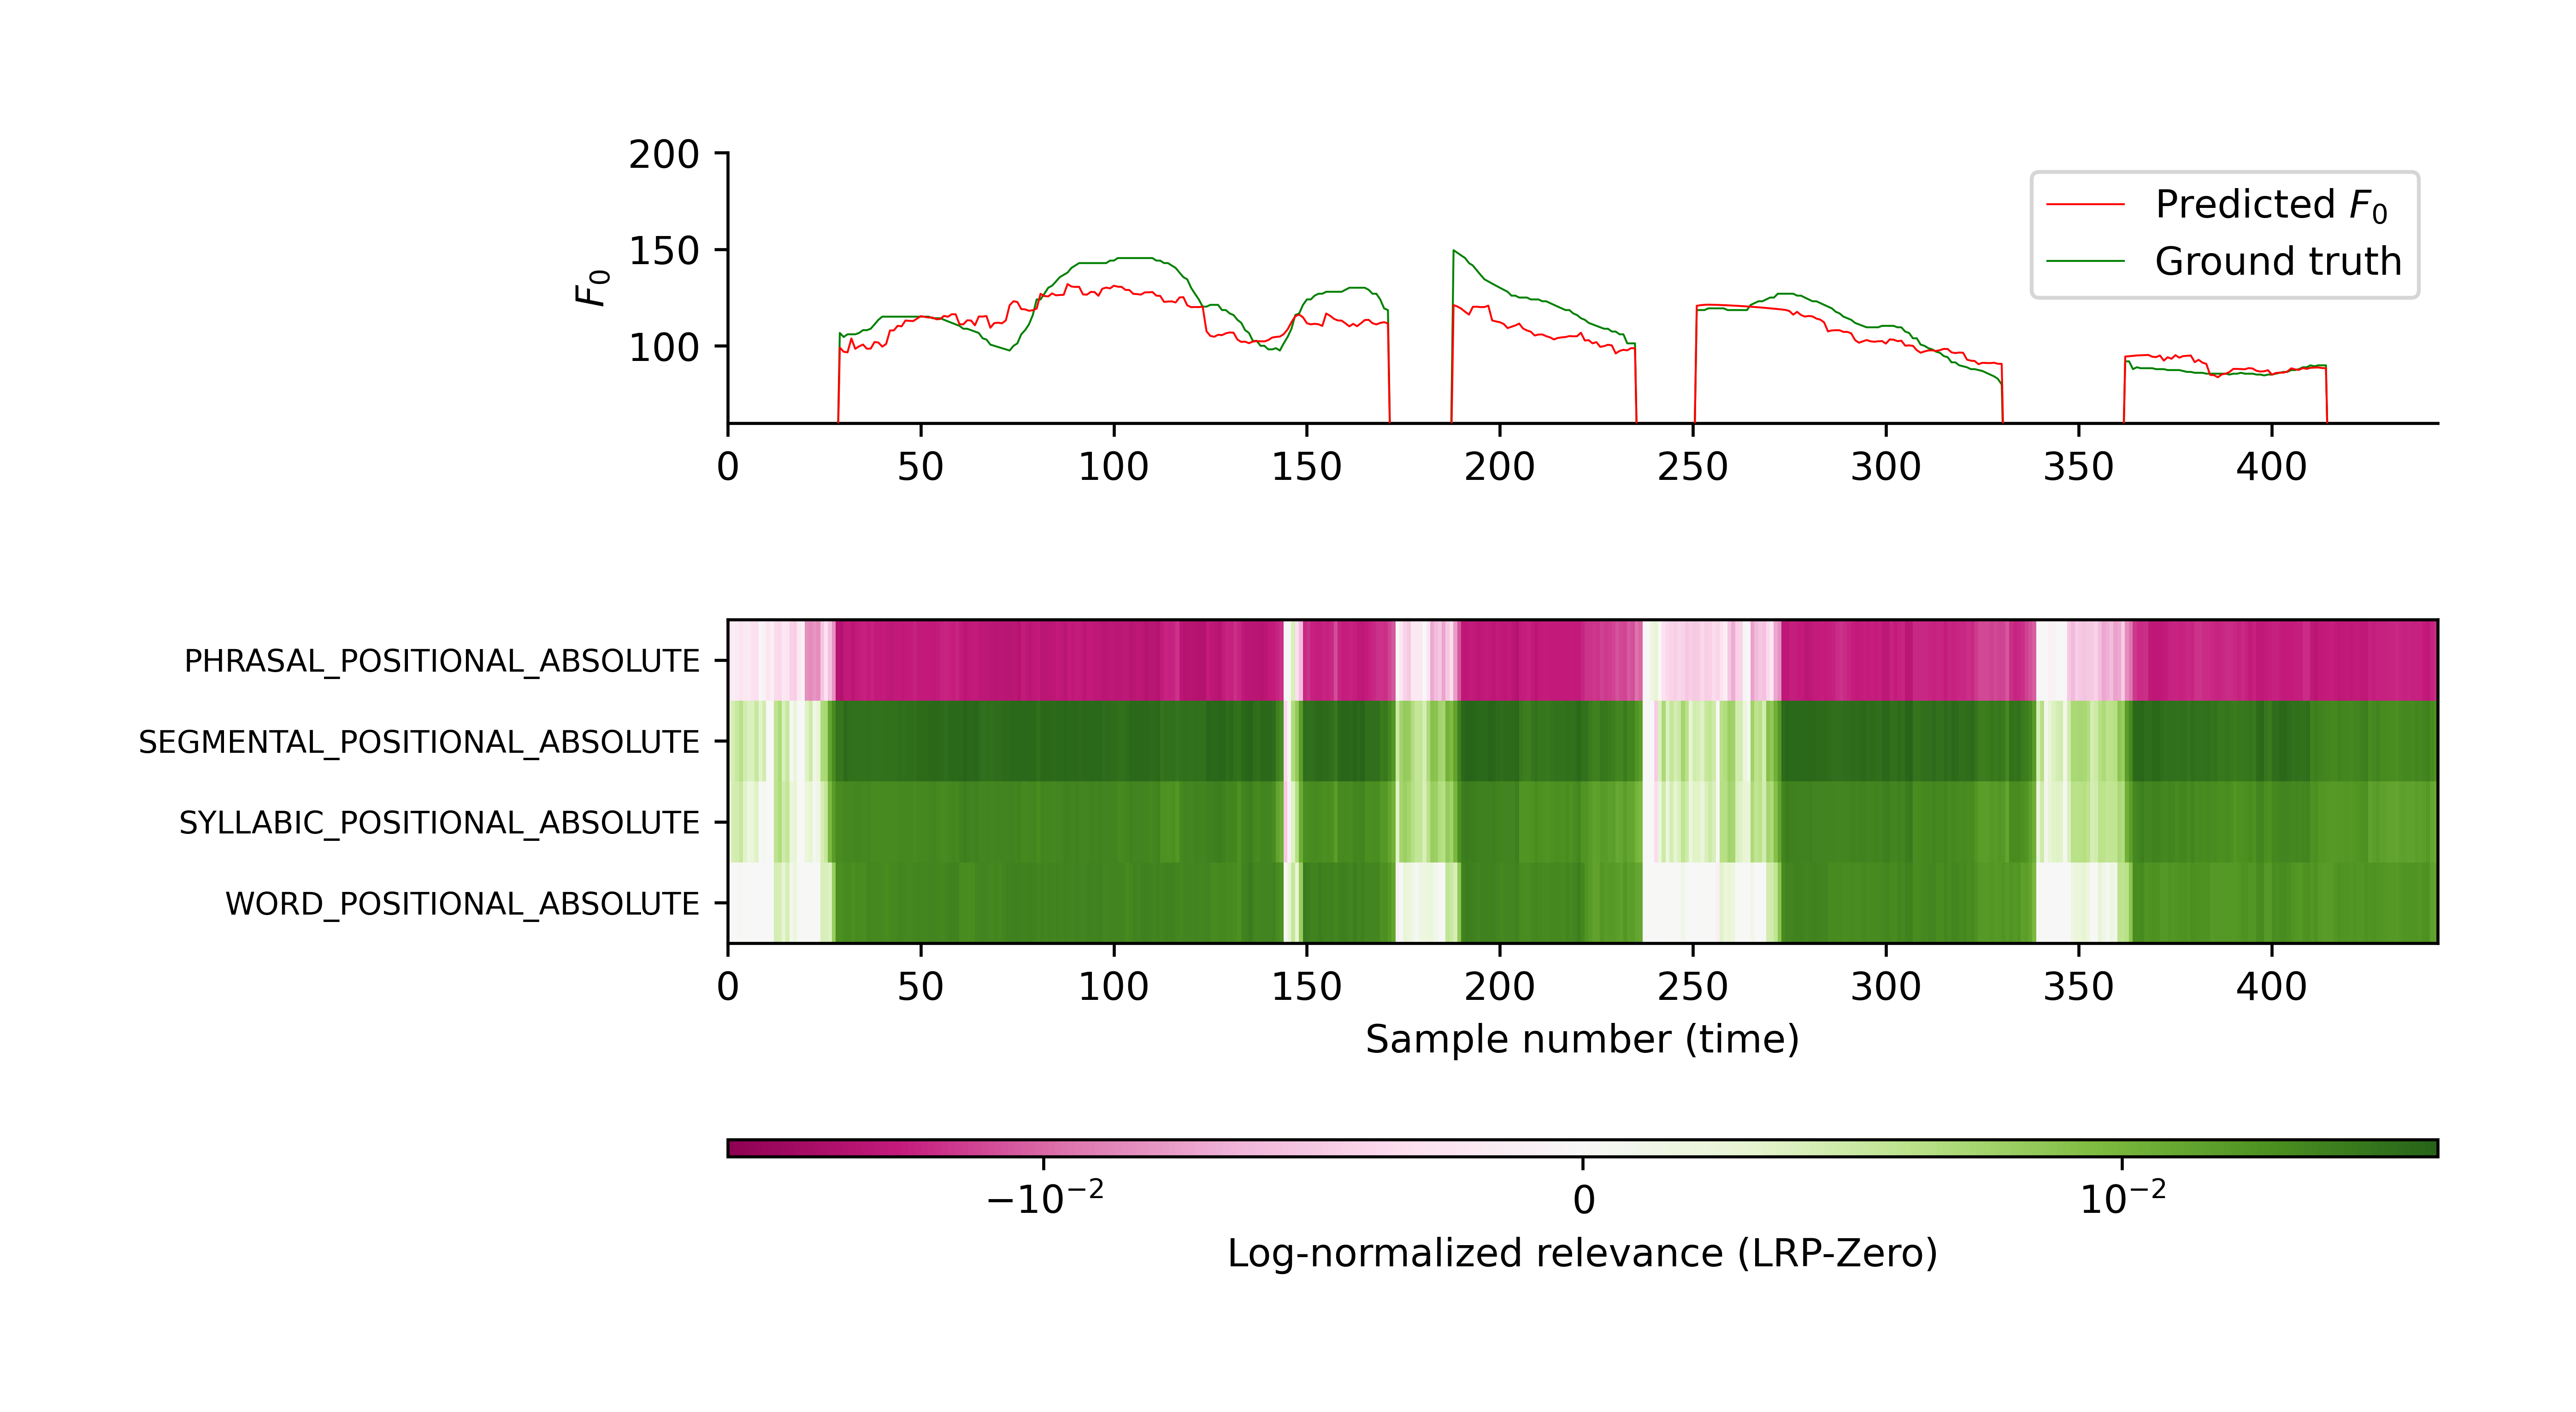 200
150
100
F₀
Predicted F₀
Ground truth
0 50 100 150 200 250 300 350 400
PHRASAL_POSITIONAL_ABSOLUTE
SEGMENTAL_POSITIONAL_ABSOLUTE
SYLLABIC_POSITIONAL_ABSOLUTE
WORD_POSITIONAL_ABSOLUTE
0 50 100 150 200 250 300 350 400
Sample number (time)
−10⁻² 0 10⁻²
Log-normalized relevance (LRP-Zero)